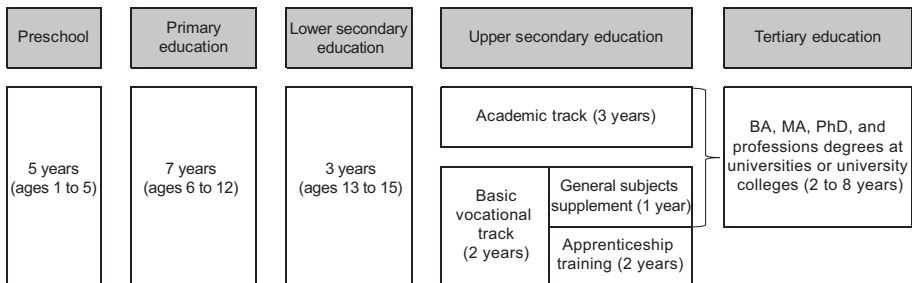 Preschool
Primary
education
Lower secondary
education
Upper secondary education
Tertiary education
5 years
(ages 1 to 5)
7 years
(ages 6 to 12)
3 years
(ages 13 to 15)
Academic track (3 years)
Basic
vocational
track
(2 years)
General subjects
supplement (1 year)
Apprenticeship
training (2 years)
BA, MA, PhD, and
professions degrees at
universities or university
colleges (2 to 8 years)